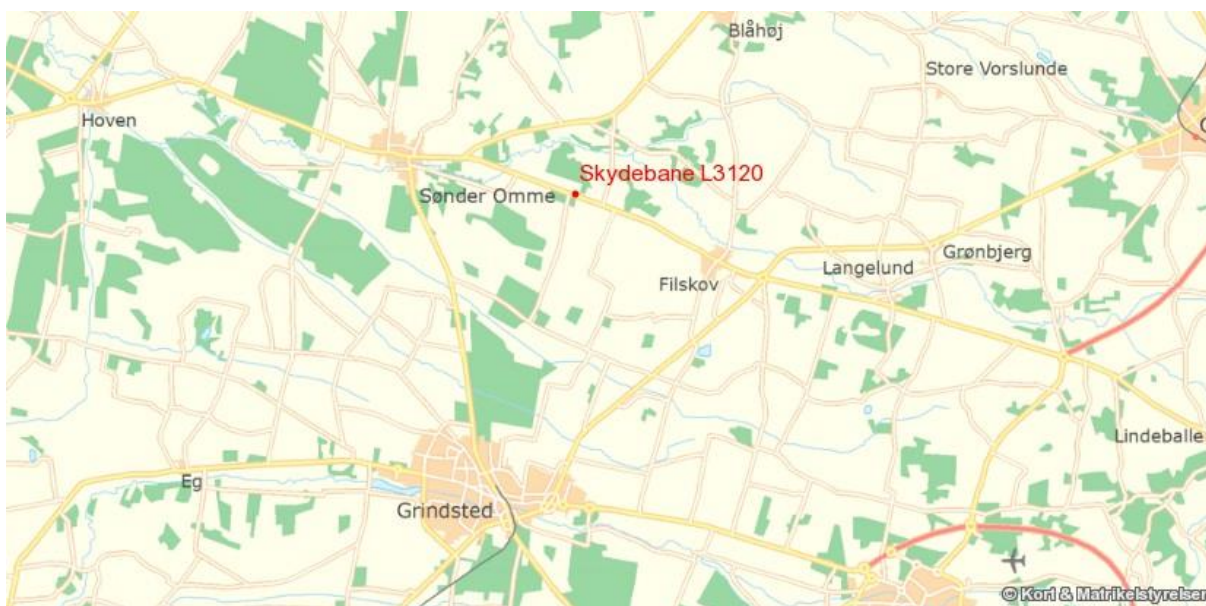 Blåhøj
Store Vorslunde
Hoven
Skydebane L3120
Sønder Omme
Grønbjerg
Langelund
Filskov
Lindeballe
Eg
Grindsted
© Kort & Matrikelstyrelsen